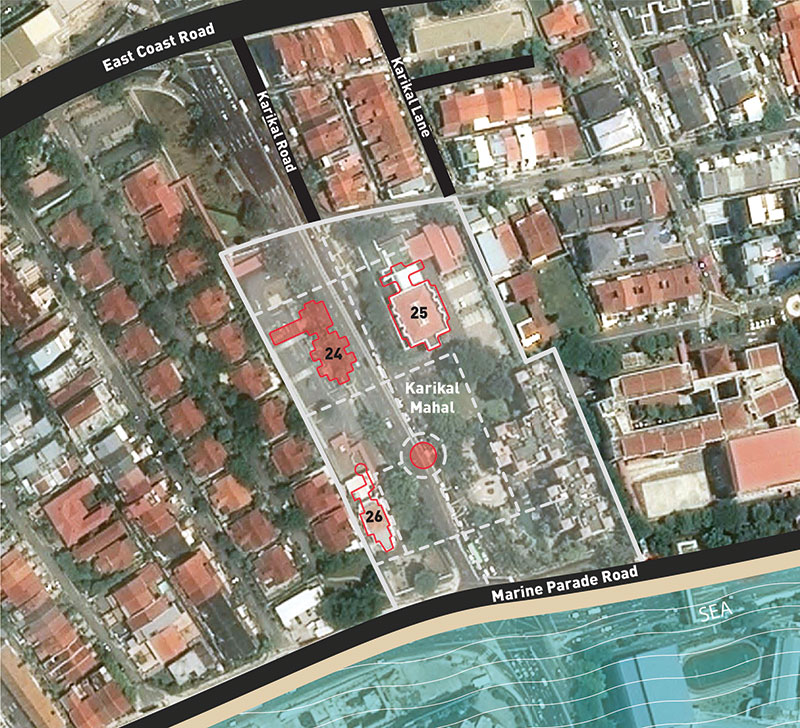 East Coast Road
Karikal Road
Karikal Lane
25
24
Karikal
Mahal
26
Marine Parade Road
SEA